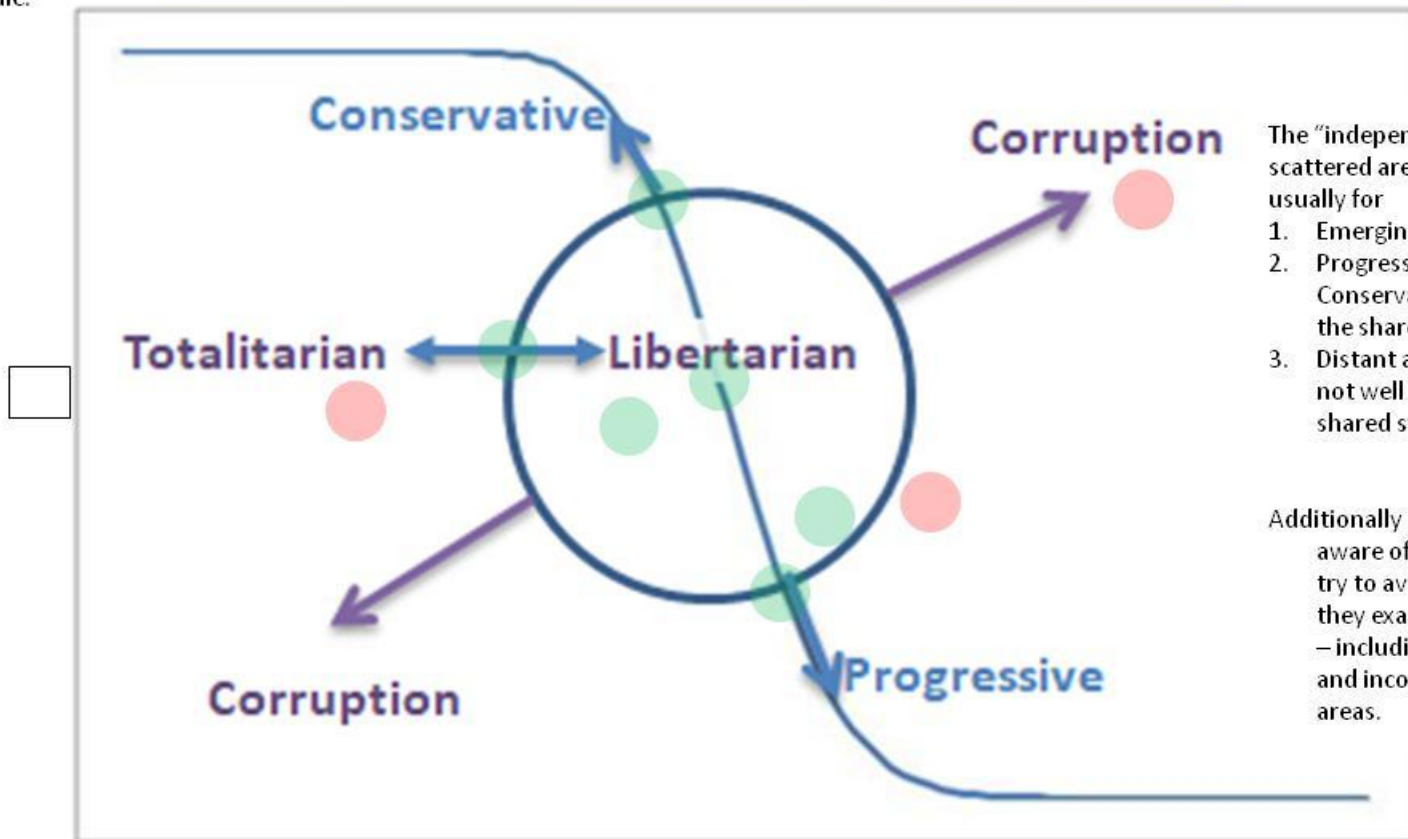 Conservative
Corruption
Totalitarian
Libertarian
Corruption
Progressive
The "indepen
scattered are
usually for
1. Emergin
2. Progress
Conserva
the share
3. Distant a
not well
shared s
Additionally
aware of
try to av
they exa
– includi
and inco
areas.